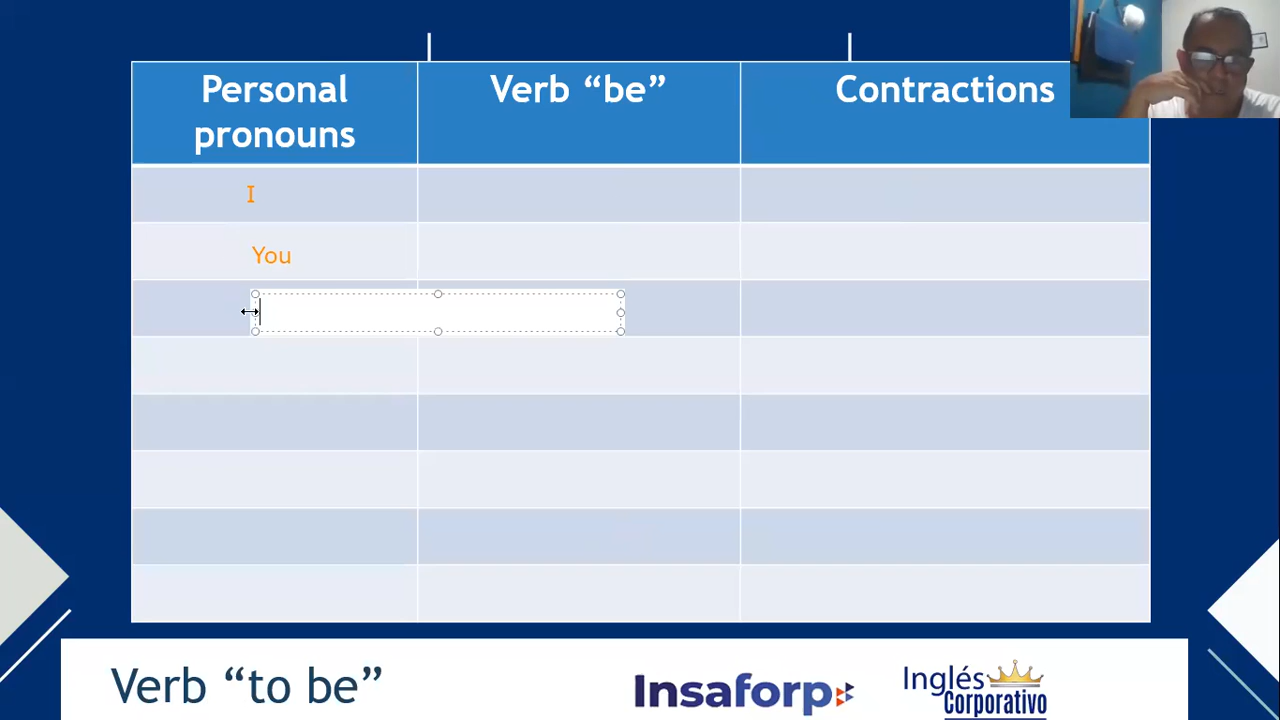 Personal
pronouns
Verb “be”
Contractions
I
You
Verb “to be”
Insaforp
Inglés
Corporativo